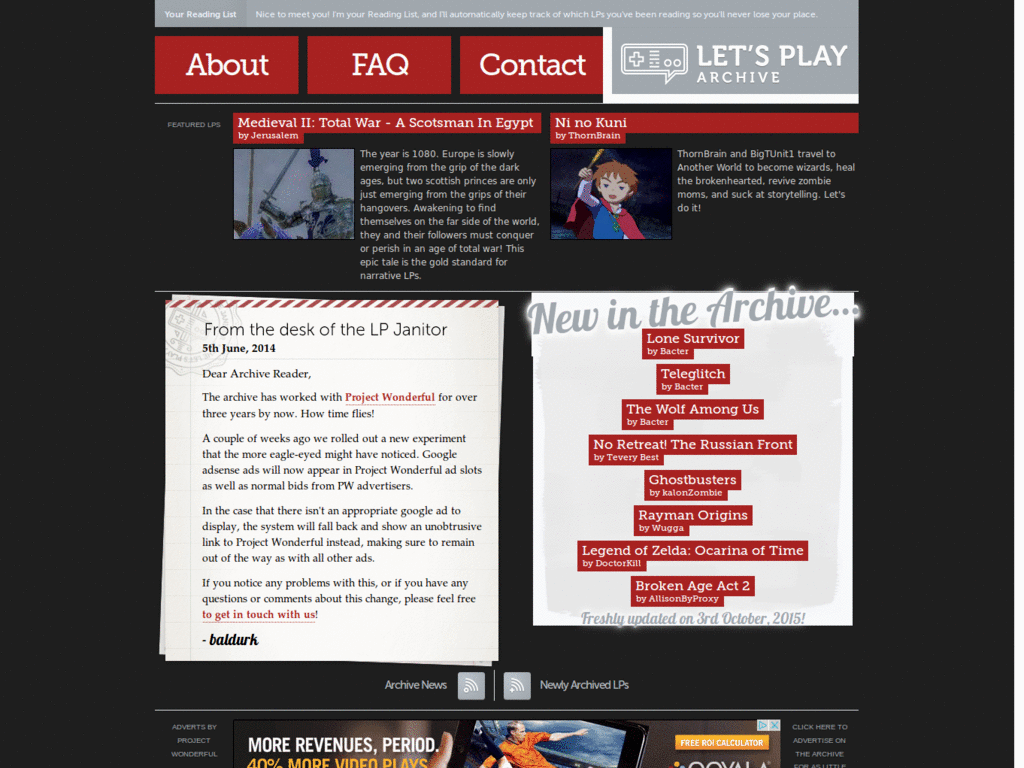 Your Reading List Nice to meet you! I'm your Reading List, and I'll automatically keep track of which LPs you've been reading so you'll never lose your place.
About FAQ Contact
LET'S PLAY
ARCHIVE
FEATURED LPS
Medieval II: Total War - A Scotsman In Egypt
by Jerusalem
The year is 1080. Europe is slowly
emerging from the grip of the dark
ages, but two scottish princes are only
just emerging from the grips of their
hangovers. Awakening to find
themselves on the far side of the world,
they and their followers must conquer
or perish in an age of total war! This
epic tale is the gold standard for
narrative LPs.
Ni no Kuni
by ThornBrain
ThornBrain and BigTUnit1 travel to
Another World to become wizards, heal
the brokenhearted, revive zombie
moms, and suck at storytelling. Let's
do it!
From the desk of the LP Janitor
5th June, 2014
Dear Archive Reader,
The archive has worked with Project Wonderful for over
three years by now. How time flies!
A couple of weeks ago we rolled out a new experiment
that the more eagle-eyed might have noticed. Google
adsense ads will now appear in Project Wonderful ad slots
as well as normal bids from PW advertisers.
In the case that there isn't an appropriate google ad to
display, the system will fall back and show an unobtrusive
link to Project Wonderful instead, making sure to remain
out of the way as with all other ads.
If you notice any problems with this, or if you have any
questions or comments about this change, please feel free
to get in touch with us!
- baldurk
New in the Archive...
Lone Survivor
by Bacter
Teleglitch
by Bacter
The Wolf Among Us
by Bacter
No Retreat! The Russian Front
by Tevery Best
Ghostbusters
by kalonZombie
Rayman Origins
by Wugga
Legend of Zelda: Ocarina of Time
by DoctorKill
Broken Age Act 2
by AllisonByProxy
Freshly updated on 3rd October, 2015!
Archive News Newly Archived LPs
ADVERTS BY
PROJECT
WONDERFUL
MORE REVENUES, PERIOD.
40% MORE VIDEO PLAYS
FREE ROI CALCULATOR
OOYALA
CLICK HERE TO
ADVERTISE ON
THE ARCHIVE
FOR AS LITTLE